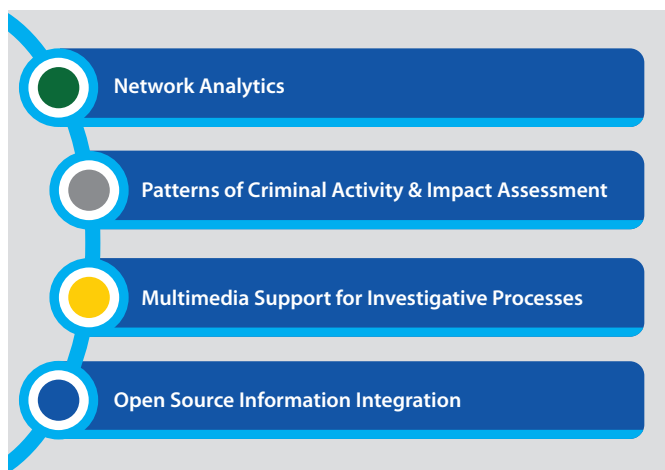 Network Analytics
Patterns of Criminal Activity & Impact Assessment
Multimedia Support for Investigative Processes
Open Source Information Integration